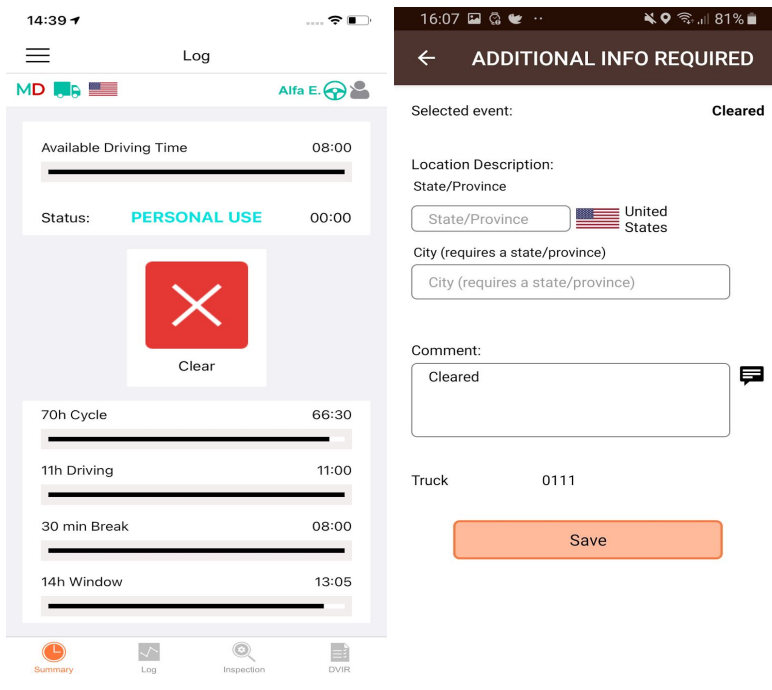 14:39
Log
MD
Alfa E.
Available Driving Time 08:00
Status: PERSONAL USE 00:00
Clear
70h Cycle 66:30
11h Driving 11:00
30 min Break 08:00
14h Window 13:05
Summary Log Inspection DVIR
16:07 81%
ADDITIONAL INFO REQUIRED
Selected event: Cleared
Location Description:
State/Province
State/Province United
States
City (requires a state/province)
City (requires a state/province)
Comment:
Cleared
Truck 0111
Save